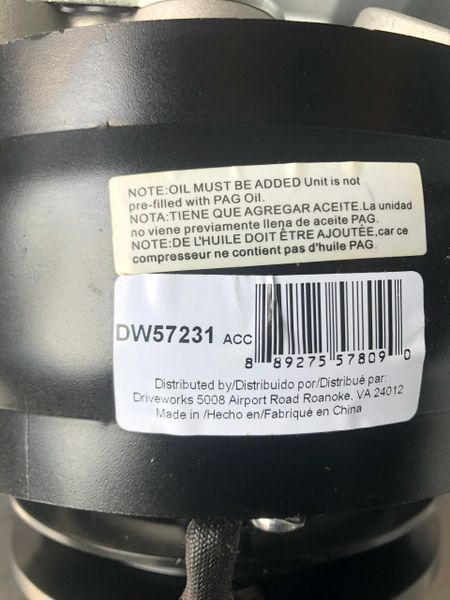 NOTE:OIL MUST BE ADDED Unit is not
pre-filled with PAG Oil.
NOTA:TIENE QUE AGREGAR ACEITE.La unidad
no viene previamente llena de aceite PAG.
NOTE:DE L'HUILE DOIT ÊTRE AJOUTÉE,car ce
compresseur ne contient pas d'huile PAG.
DW57231 ACC
8 89275 57809 0
Distributed by/Distribuido por/Distribué par:
Driveworks 5008 Airport Road Roanoke, VA 24012
Made in /Hecho en/Fabriqué en China